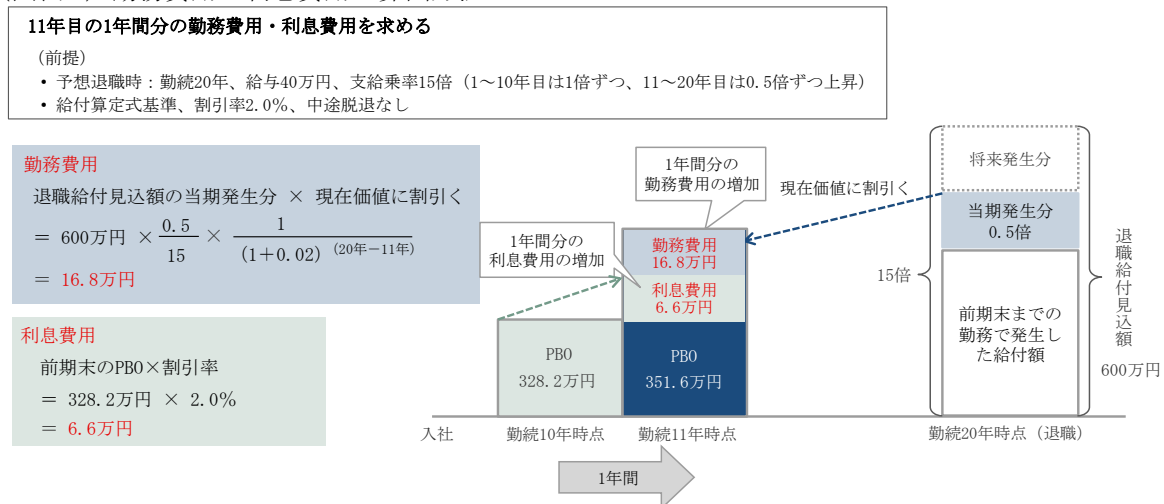 11年目の1年間分の勤務費用・利息費用を求める
(前提)
• 予想退職時:勤続20年、給与40万円、支給乗率15倍(1~10年目は1倍ずつ、11~20年目は0.5倍ずつ上昇)
• 給付算定式基準、割引率2.0%、中途脱退なし
勤務費用
退職給付見込額の当期発生分 × 現在価値に割引く
= 600万円 × 0.5/15 × 1/(1+0.02)^(20年-11年)
= 16.8万円
利息費用
前期末のPBO×割引率
= 328.2万円 × 2.0%
= 6.6万円
1年間分の
勤務費用の増加
1年間分の
利息費用の増加
現在価値に割引く
勤務費用
16.8万円
利息費用
6.6万円
PBO
328.2万円
PBO
351.6万円
将来発生分
当期発生分
0.5倍
15倍
前期末までの
勤務で発生し
た給付額
退職給付見込額
600万円
入社
勤続10年時点
勤続11年時点
勤続20年時点(退職)
1年間